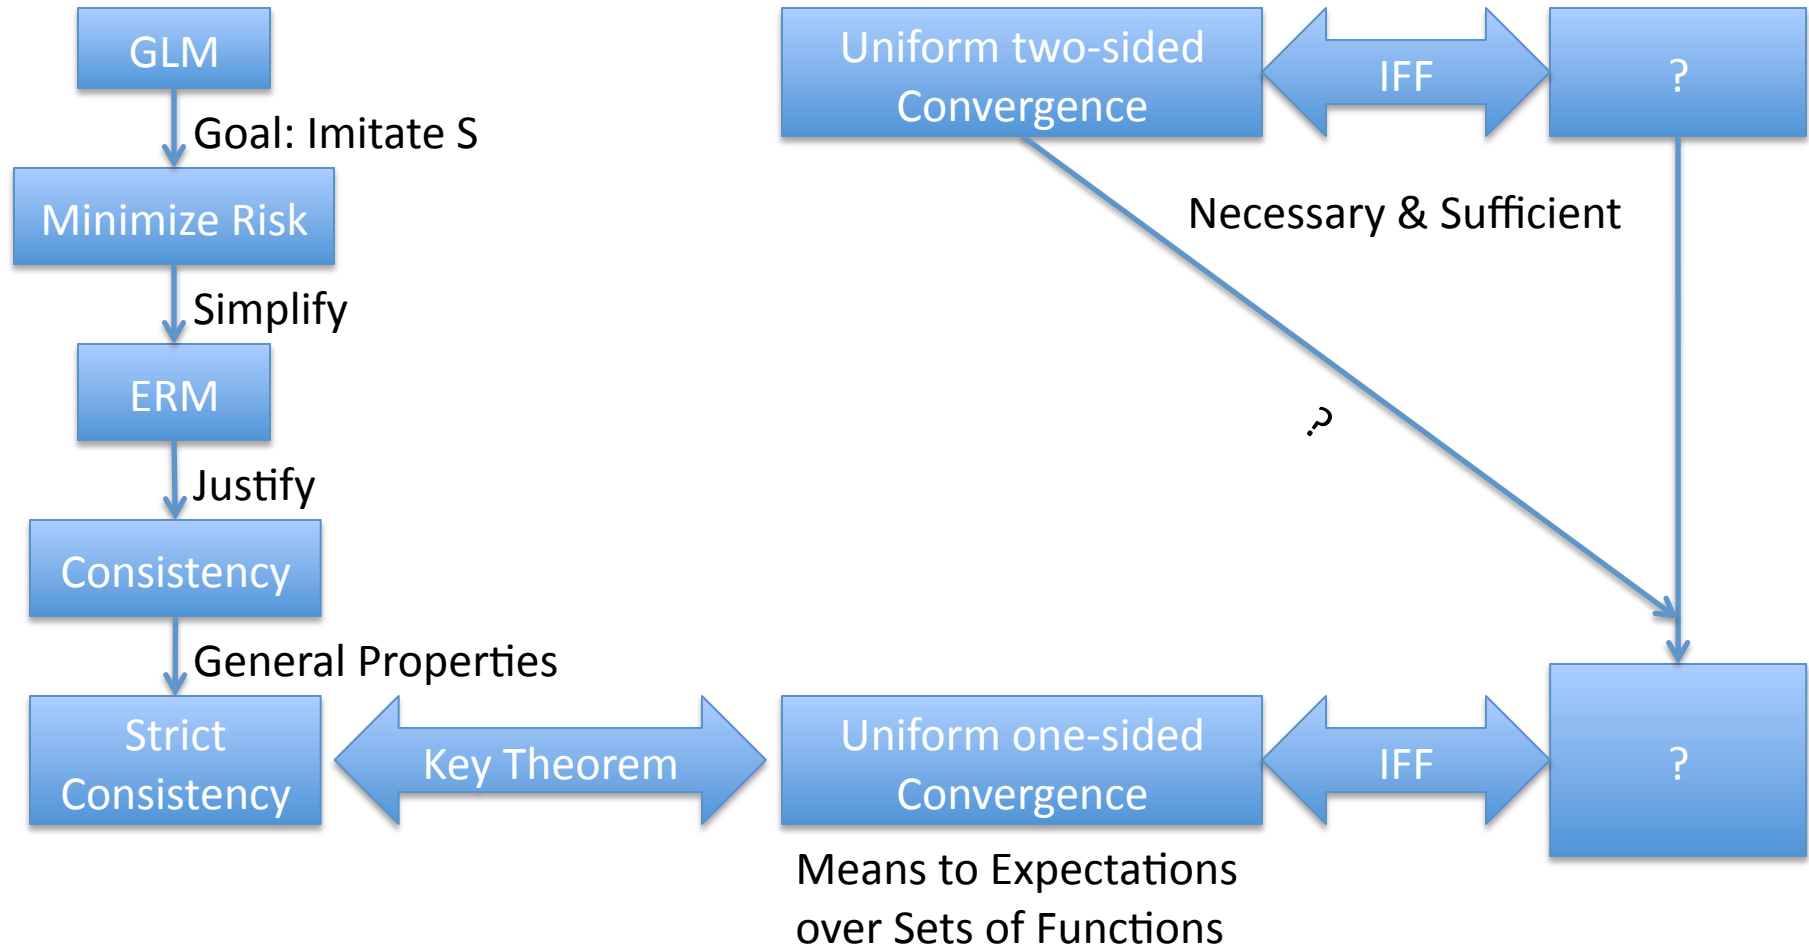 GLM
Goal: Imitate S
Minimize Risk
Simplify
ERM
Justify
Consistency
General Properties
Strict
Consistency
Key Theorem
Uniform two-sided
Convergence
IFF
?
Necessary & Sufficient
?
Uniform one-sided
Convergence
IFF
?
Means to Expectations
over Sets of Functions